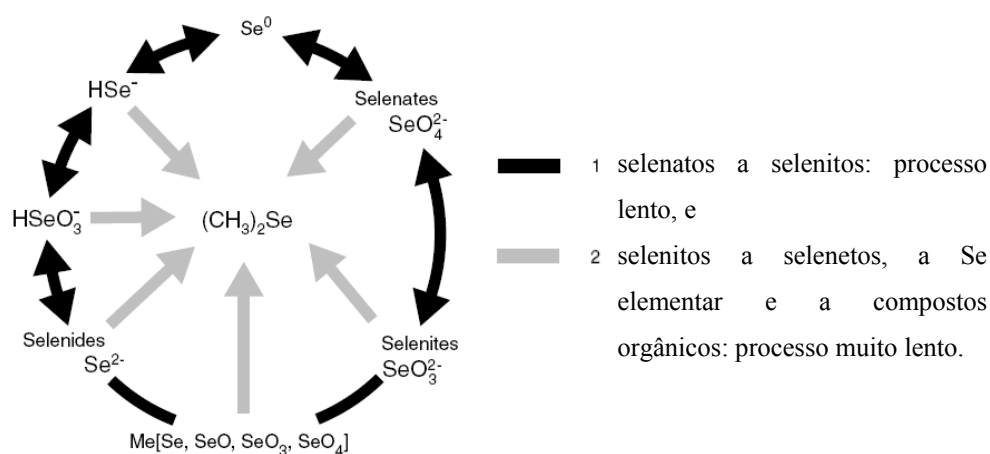 Se⁰
HSe⁻
Selenates
SeO₄²⁻
HSeO₃⁻
(CH₃)₂Se
Selenides
Se²⁻
Selenites
SeO₃²⁻
Me[Se, SeO, SeO₃, SeO₄]
1 selenatos a selenitos: processo
lento, e
2 selenitos a selenetos, a Se
elementar e a compostos
orgânicos: processo muito lento.